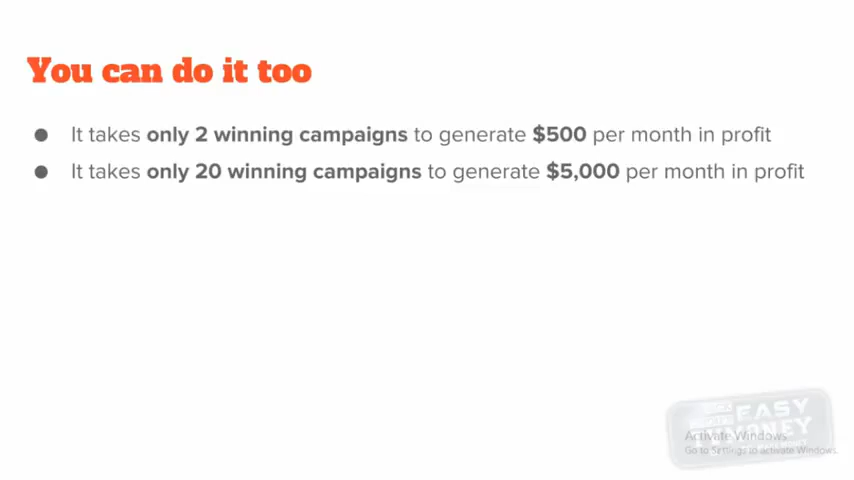 You can do it too
● It takes only 2 winning campaigns to generate $500 per month in profit
● It takes only 20 winning campaigns to generate $5,000 per month in profit
EASY
MONEY
Activate Windows
Go to Settings to activate Windows.